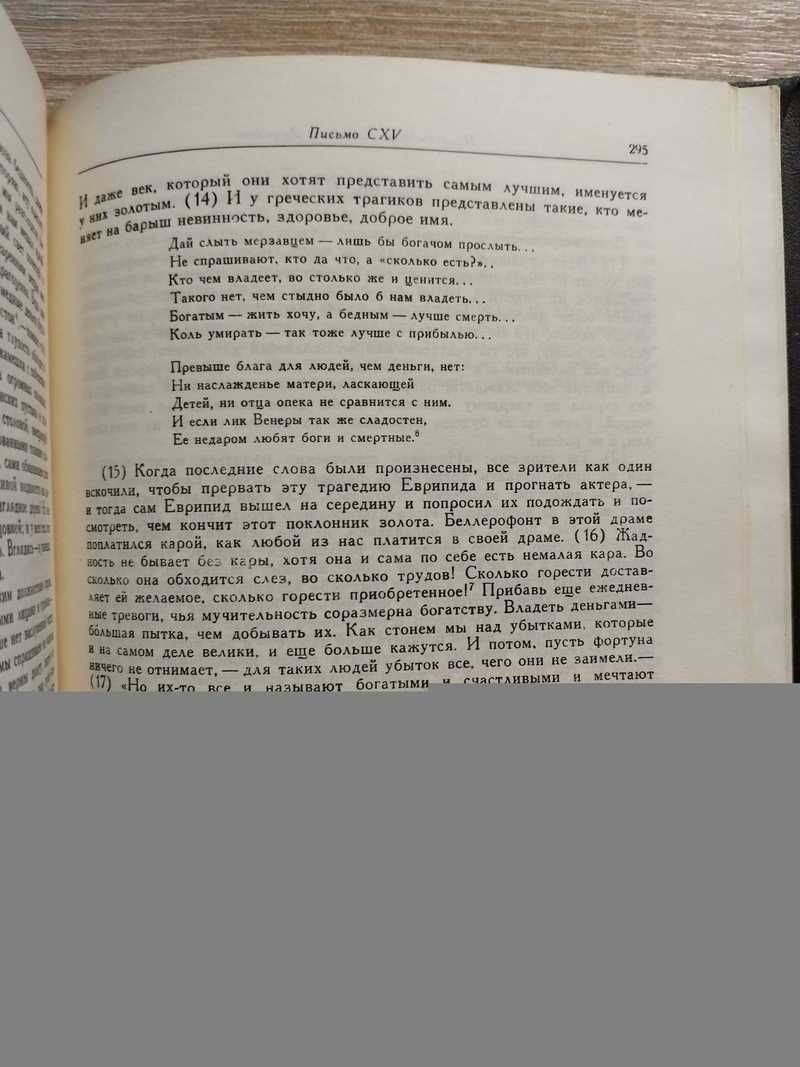 Письмо CXV
295
И даже век, который они хотят представить самым лучшим, именуется
у них золотым. (14) И у греческих трагиков представлены такие, кто ме-
няет на барыш невинность, здоровье, доброе имя.
Дай слыть мерзавцем — лишь бы богачом прослыть...
Не спрашивают, кто да что, а «сколько есть?»..
Кто чем владеет, во столько же и ценится...
Такого нет, чем стыдно было б нам владеть...
Богатым — жить хочу, а бедным — лучше смерть...
Коль умирать — так тоже лучше с прибылью...
Превыше блага для людей, чем деньги, нет:
Ни наслажденье матери, ласкающей
Детей, ни отца опека не сравнится с ним.
И если лик Венеры так же сладостен,
Ее недаром любят боги и смертные.⁶
(15) Когда последние слова были произнесены, все зрители как один
вскочили, чтобы прервать эту трагедию Еврипида и прогнать актера, —
и тогда сам Еврипид вышел на середину и попросил их подождать и по-
смотреть, чем кончит этот поклонник золота. Беллерофонт в этой драме
поплатился карой, как любой из нас платится в своей драме. (16) Жад-
ность не бывает без кары, хотя она и сама по себе есть немалая кара. Во
сколько она обходится слез, во сколько трудов! Сколько горести достав-
ляет ей желаемое, сколько горести приобретенное!⁷ Прибавь еще ежеднев-
ные тревоги, чья мучительность соразмерна богатству. Владеть деньгами —
бóльшая пытка, чем добывать их. Как стонем мы над убытками, которые
и на самом деле велики, и еще больше кажутся. И потом, пусть фортуна
ничего не отнимает, — для таких людей убыток все, чего они не заимели. —
(17) «Но их-то все и называют богатыми и счастливыми и мечтают